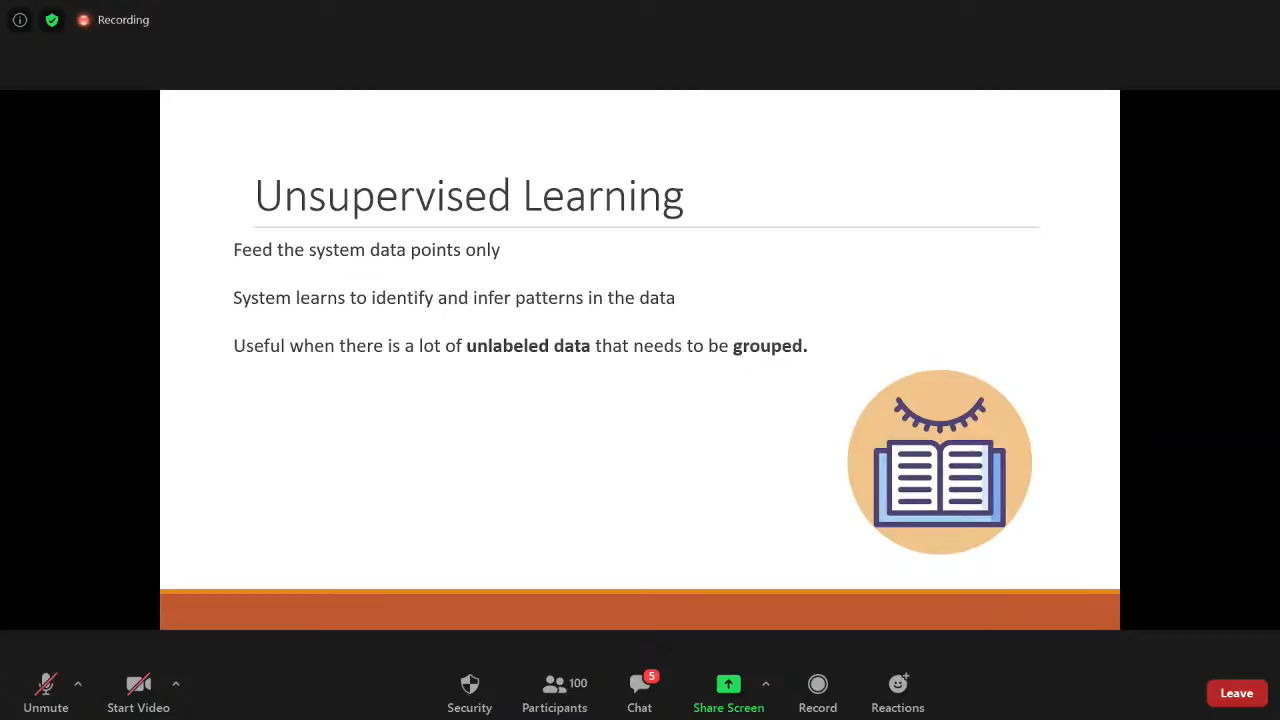 Recording
Unsupervised Learning
Feed the system data points only
System learns to identify and infer patterns in the data
Useful when there is a lot of unlabeled data that needs to be grouped.
Unmute
Start Video
Security
100
Participants
5
Chat
Share Screen
Record
Reactions
Leave